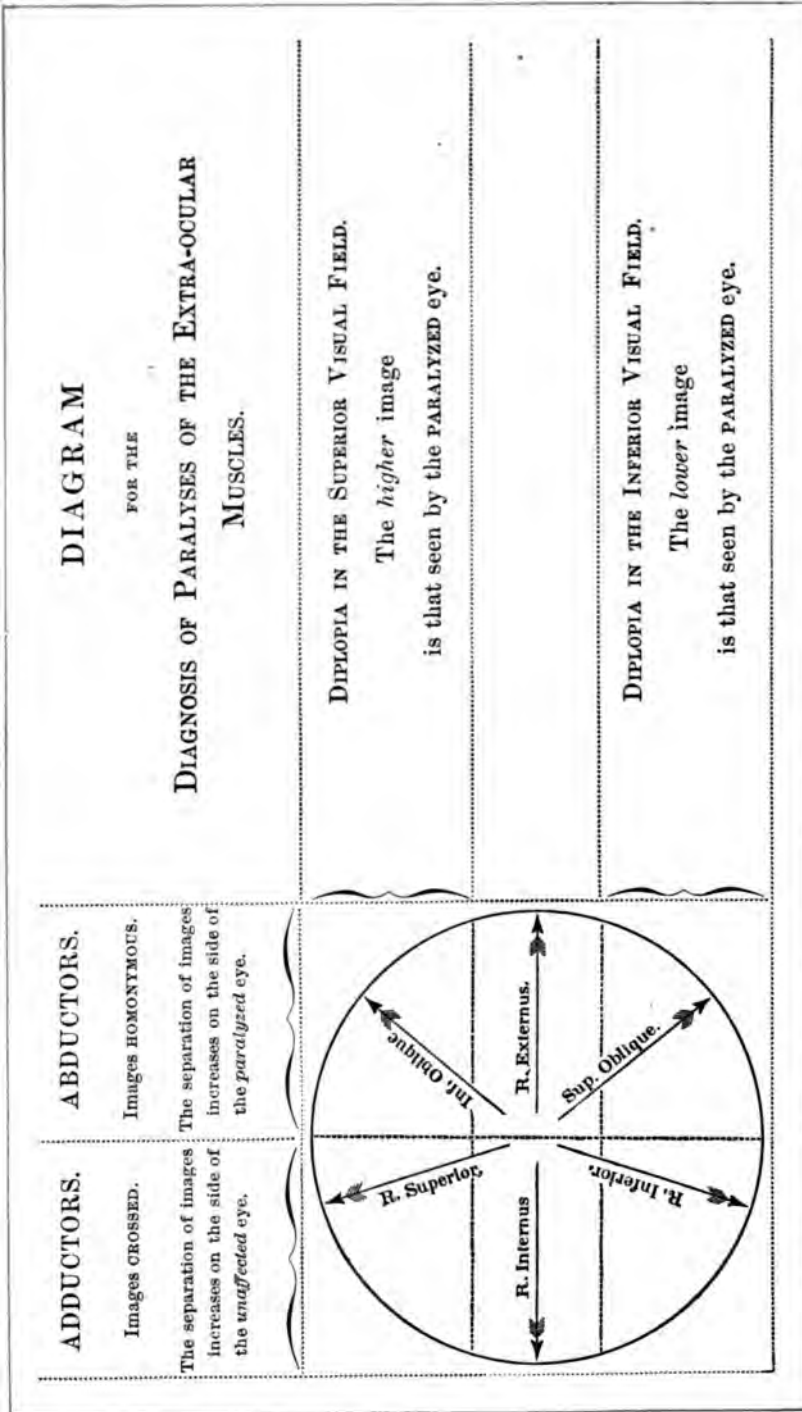 DIAGRAM
FOR THE
DIAGNOSIS OF PARALYSES OF THE EXTRA-OCULAR
MUSCLES.
ADDUCTORS.
Images CROSSED.
The separation of images
increases on the side of
the unaffected eye.
ABDUCTORS.
Images HOMONYMOUS.
The separation of images
increases on the side of
the paralyzed eye.
R. Superior.
Inf. Oblique
R. Internus
R. Externus.
R. Inferior.
Sup. Oblique.
DIPLOPIA IN THE SUPERIOR VISUAL FIELD.
The higher image
is that seen by the PARALYZED eye.
DIPLOPIA IN THE INFERIOR VISUAL FIELD.
The lower image
is that seen by the PARALYZED eye.